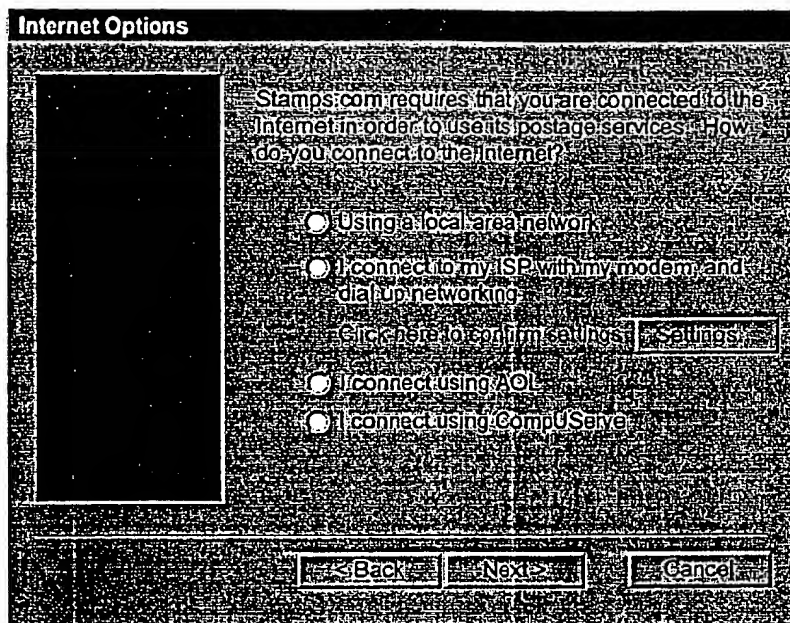 Internet Options
Stamps.com requires that you are connected to the
Internet in order to use its postage services. How
do you connect to the Internet?
Using a local area network
I connect to my ISP with my modem and
dial up networking
Click here to confirm settings Settings
I connect using AOL
I connect using CompUServe
< Back Next > Cancel